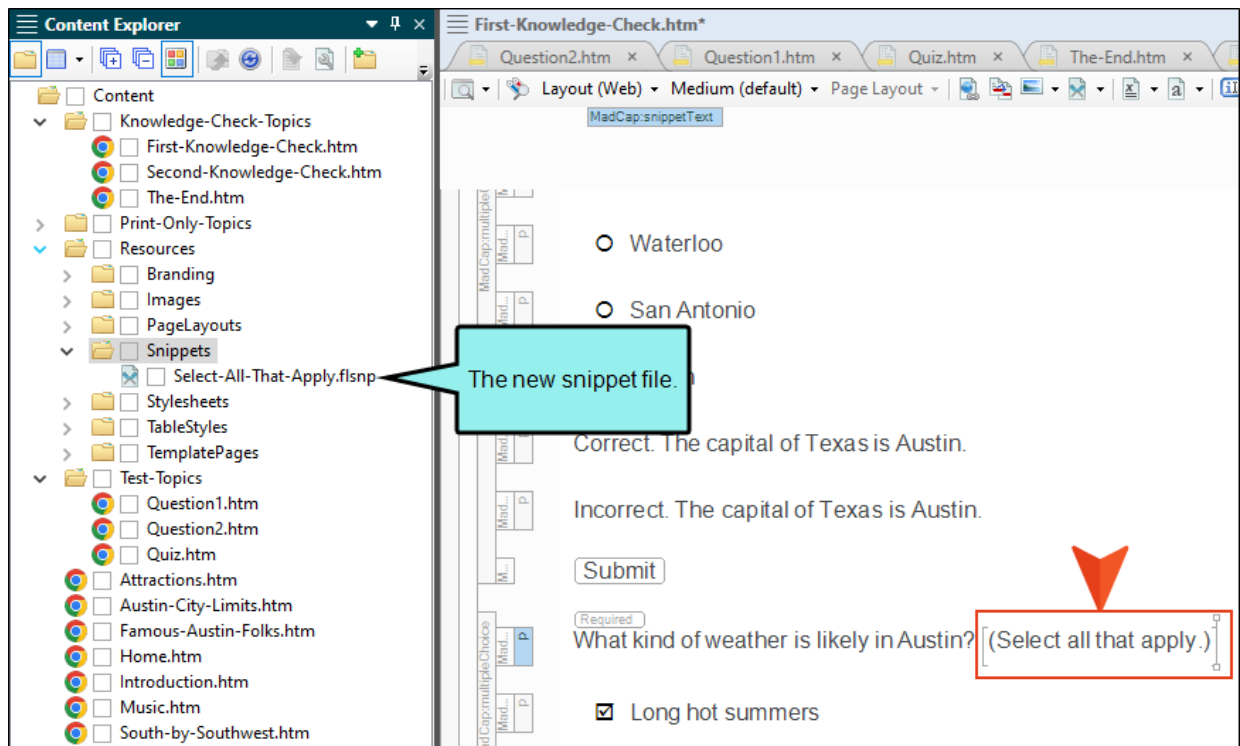 Content Explorer
Content
Knowledge-Check-Topics
First-Knowledge-Check.htm
Second-Knowledge-Check.htm
The-End.htm
Print-Only-Topics
Resources
Branding
Images
PageLayouts
Snippets
Select-All-That-Apply.flsnp
Stylesheets
TableStyles
TemplatePages
Test-Topics
Question1.htm
Question2.htm
Quiz.htm
Attractions.htm
Austin-City-Limits.htm
Famous-Austin-Folks.htm
Home.htm
Introduction.htm
Music.htm
South-by-Southwest.htm
The new snippet file.
First-Knowledge-Check.htm*
Question2.htm Question1.htm Quiz.htm The-End.htm
Layout (Web) Medium (default) Page Layout
MadCap:snippetText
Waterloo
San Antonio
Mad... p
Correct. The capital of Texas is Austin.
Mad... p
Incorrect. The capital of Texas is Austin.
M...
Submit
Required
MadCap:multipleChoice
Mad... p
What kind of weather is likely in Austin? (Select all that apply.)
Mad... p
Long hot summers